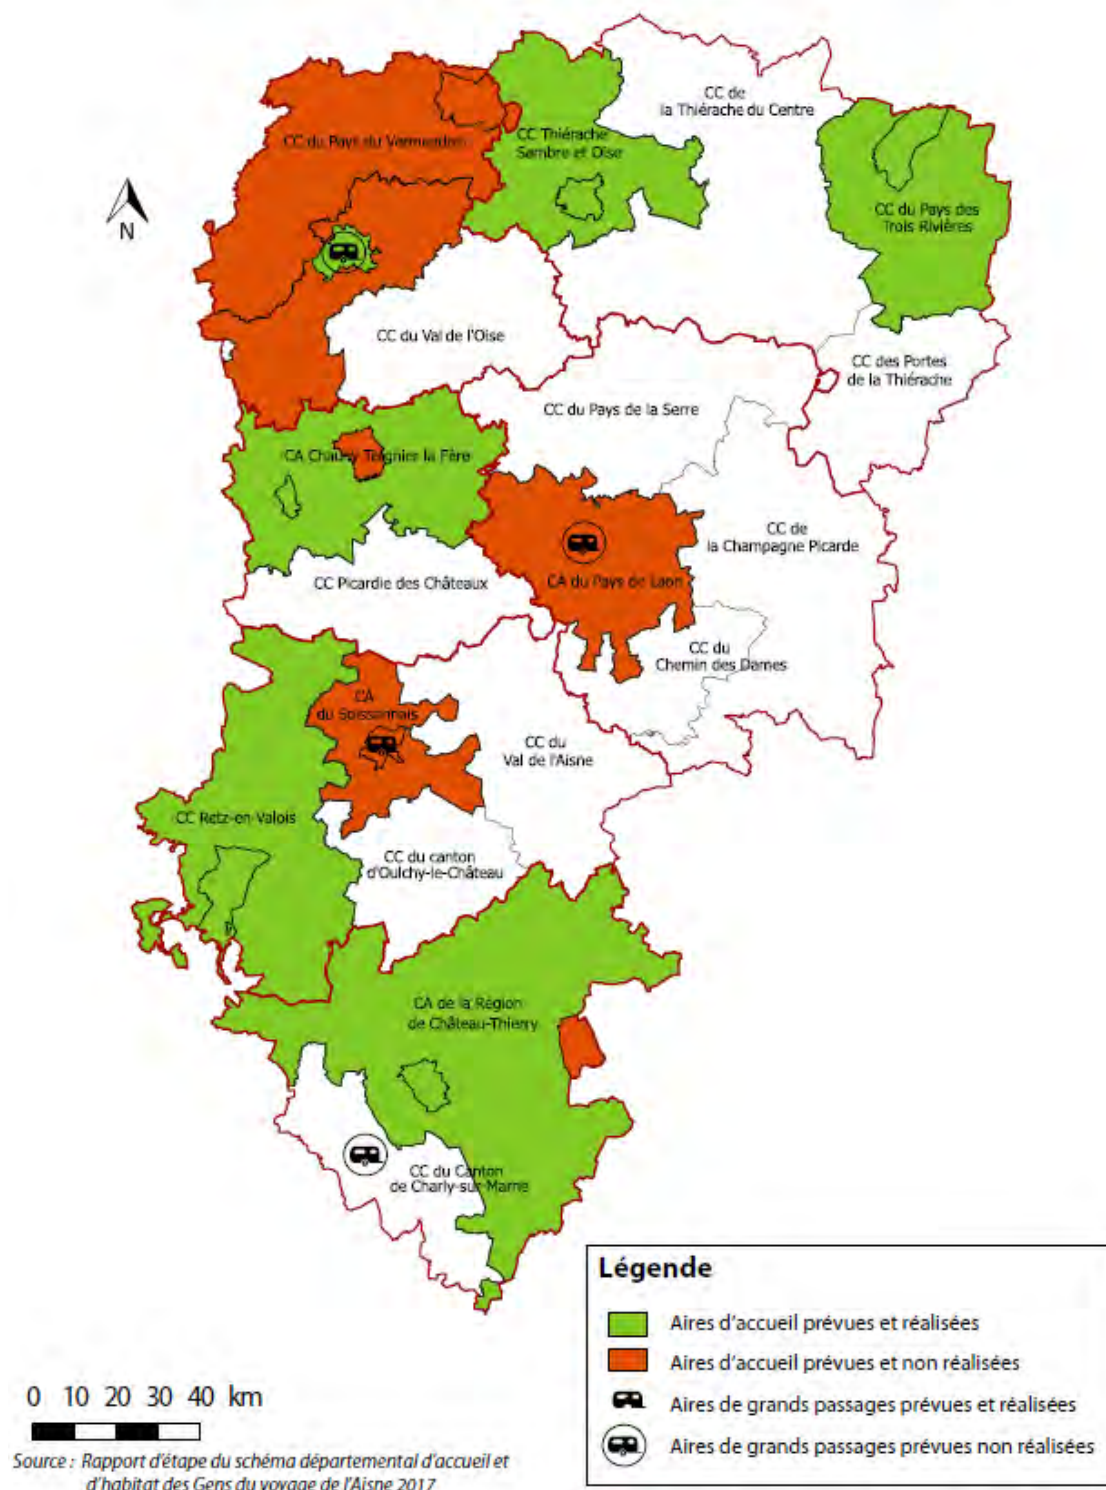 CC de
la Thiérache du Centre
CC du Pays du Vermandois
CC Thiérache
Sambre et Oise
CC du Pays des
Trois Rivières
N
CC du Val de l'Oise
CC des Portes
de la Thiérache
CC du Pays de la Serre
CA Chauny Tergnier la Fère
CC de
la Champagne Picarde
CA du Pays de Laon
CC Picardie des Châteaux
CC du
Chemin des Dames
CA
du Soissonnais
CC du
Val de l'Aisne
CC Retz-en-Valois
CC du canton
d'Oulchy-le-Château
CA de la Région
de Château-Thierry
CC du Canton
de Charly-sur-Marne
Légende
Aires d'accueil prévues et réalisées
Aires d'accueil prévues et non réalisées
Aires de grands passages prévues et réalisées
Aires de grands passages prévues non réalisées
0 10 20 30 40 km
Source : Rapport d'étape du schéma départemental d'accueil et
d'habitat des Gens du voyage de l'Aisne 2017